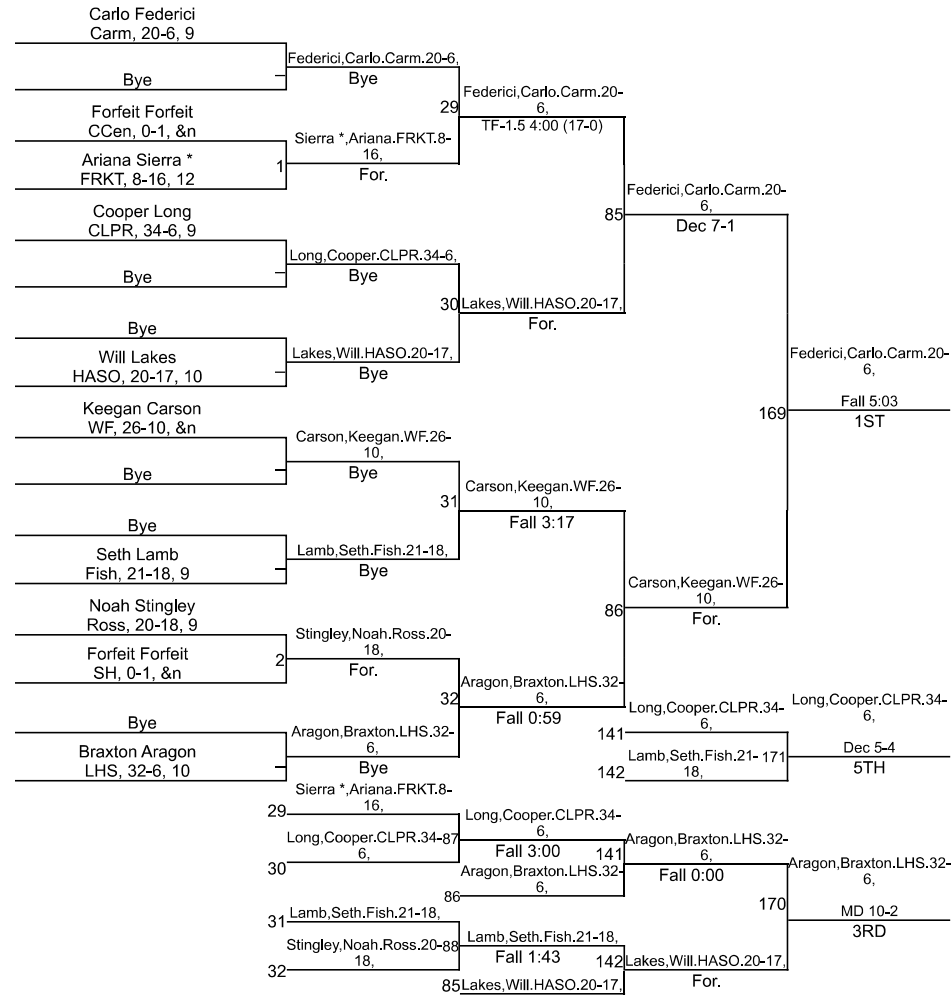 Carlo Federici
Carm, 20-6, 9
Bye
Forfeit Forfeit
CCen, 0-1, &n
Ariana Sierra *
FRKT, 8-16, 12
1
Cooper Long
CLPR, 34-6, 9
Bye
Bye
Will Lakes
HASO, 20-17, 10
Keegan Carson
WF, 26-10, &n
Bye
Bye
Seth Lamb
Fish, 21-18, 9
Noah Stingley
Ross, 20-18, 9
Forfeit Forfeit
SH, 0-1, &n
2
Bye
Braxton Aragon
LHS, 32-6, 10
Federici,Carlo.Carm.20-6,
Bye
29
Sierra *,Ariana.FRKT.8-
16,
For.
Long,Cooper.CLPR.34-6,
Bye
30
Lakes,Will.HASO.20-17,
Bye
Carson,Keegan.WF.26-
10,
Bye
31
Lamb,Seth.Fish.21-18,
Bye
Stingley,Noah.Ross.20-
18,
For.
32
Aragon,Braxton.LHS.32-
6,
Bye
Federici,Carlo.Carm.20-
6,
TF-1.5 4:00 (17-0)
85
Lakes,Will.HASO.20-17,
For.
Carson,Keegan.WF.26-
10,
Fall 3:17
86
Aragon,Braxton.LHS.32-
6,
Fall 0:59
Federici,Carlo.Carm.20-
6,
Dec 7-1
169
Carson,Keegan.WF.26-
10,
For.
Federici,Carlo.Carm.20-
6,
Fall 5:03
1ST
Long,Cooper.CLPR.34-
6,
141
Lamb,Seth.Fish.21-
18,
142
171
Long,Cooper.CLPR.34-
6,
Dec 5-4
5TH
Sierra *,Ariana.FRKT.8-
16,
29
Long,Cooper.CLPR.34-
6,
30
87
Long,Cooper.CLPR.34-
6,
Fall 3:00
141
Aragon,Braxton.LHS.32-
6,
86
Aragon,Braxton.LHS.32-
6,
Fall 0:00
170
Lamb,Seth.Fish.21-18,
31
Stingley,Noah.Ross.20-
18,
32
88
Lamb,Seth.Fish.21-18,
Fall 1:43
142
85
Lakes,Will.HASO.20-17,
Lakes,Will.HASO.20-17,
For.
Aragon,Braxton.LHS.32-
6,
MD 10-2
3RD